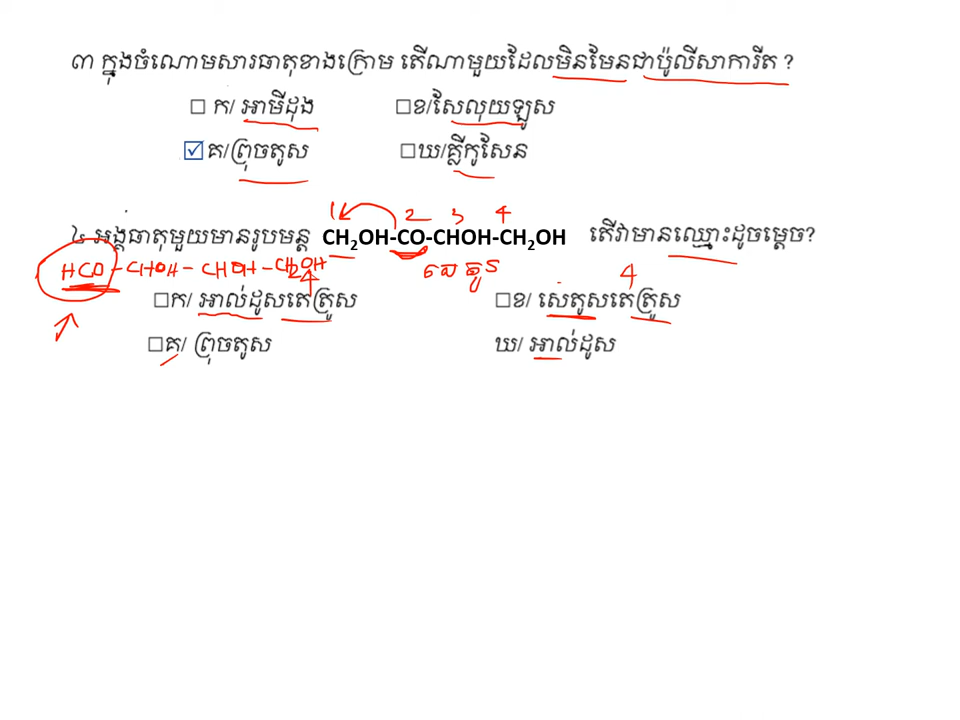 ៣ ក្នុងចំណោមសារធាតុខាងក្រោម តើណាមួយដែលមិនមែនជាប៉ូលីសាការីត ?
☐ ក/ អាមីដុង ☐ខ/សែលុយឡូស
☑ គ/ ព្រុចតូស ☐ឃ/គ្លីកូសែន
1 2 3 4
៤ អង្គធាតុមួយមានរូបមន្ត CH₂OH-CO-CHOH-CH₂OH តើវាមានឈ្មោះដូចម្តេច?
HCO - CHOH - CHOH - CH2OH សេតូស
4 4
☐ក/ អាល់ដូសតេត្រូស ☐ខ/ សេតូសតេត្រូស
☐គ/ ព្រុចតូស ឃ/ អាល់ដូស